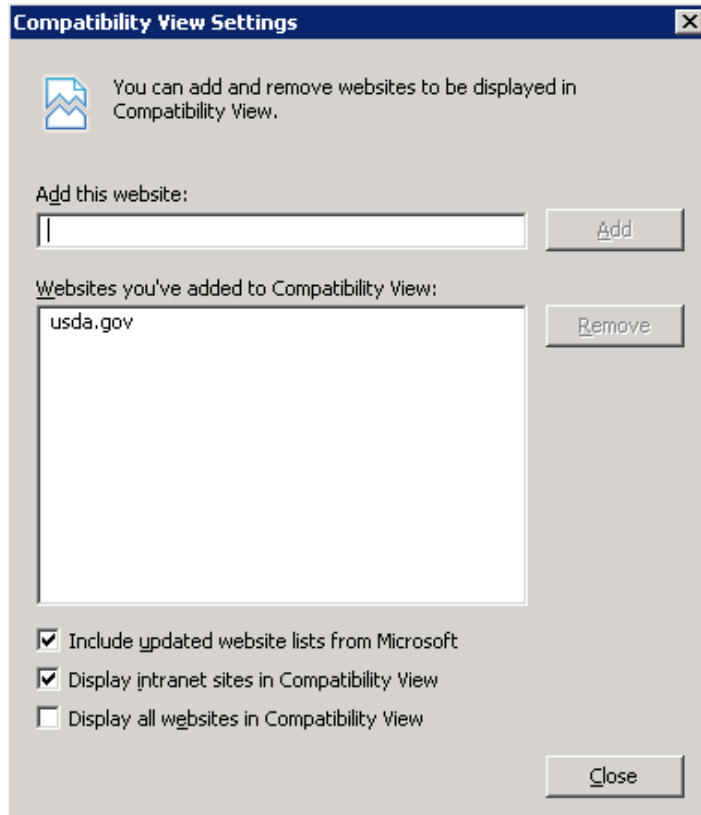 Compatibility View Settings
You can add and remove websites to be displayed in
Compatibility View.
Add this website:
Add
Websites you've added to Compatibility View:
usda.gov
Remove
Include updated website lists from Microsoft
Display intranet sites in Compatibility View
Display all websites in Compatibility View
Close